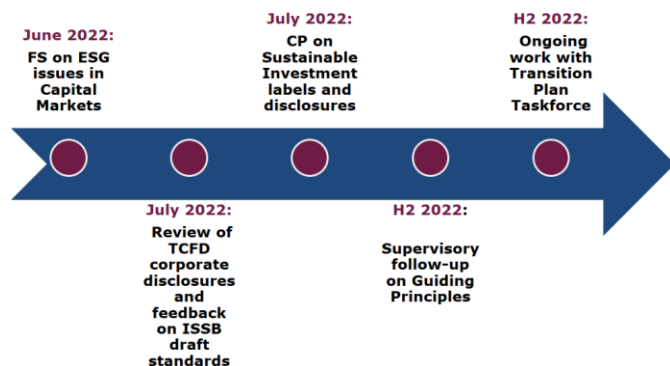 June 2022:
FS on ESG
issues in
Capital
Markets
July 2022:
Review of
TCFD
corporate
disclosures
and
feedback
on ISSB
draft
standards
July 2022:
CP on
Sustainable
Investment
labels and
disclosures
H2 2022:
Supervisory
follow-up
on Guiding
Principles
H2 2022:
Ongoing
work with
Transition
Plan
Taskforce